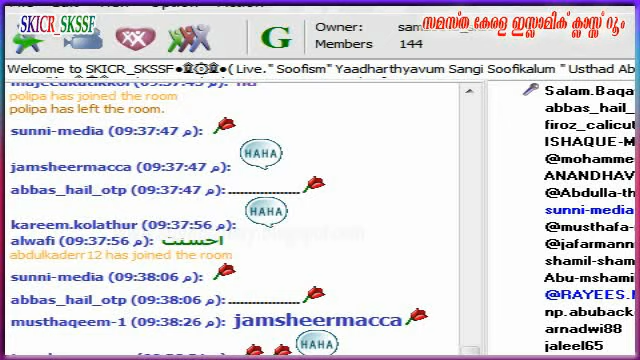 SKICR_SKSSF
സമസ്ത കേരള ഇസ്ലാമിക് ക്ലാസ്സ് റൂം
Owner:
Members 144
G
Welcome to SKICR_SKSSF●۩۞۩●(Live." Soofism" Yaadharthyavum Sangi Soofikalum " Usthad Ab
polipa has joined the room
polipa has left the room.
sunni-media (09:37:47 م):
jamsheermacca (09:37:47 م): HAHA
abbas_hail_otp (09:37:47 م):...................
kareem.kolathur (09:37:56 م): HAHA
alwafi (09:37:56 م): احسنت
abdulkaderr12 has joined the room
sunni-media (09:38:06 م):
abbas_hail_otp (09:38:06 م):...................
musthaqeem-1 (09:38:26 م): jamsheermacca
HAHA
Salam.Baqa
abbas_hail_
firoz_calicut
ISHAQUE-M
@mohamme
ANANDHAV
@Abdulla-th
sunni-media
@musthafa-
@jafarmann
shamil-sham
Abu-mshami
@RAYEES.
np.abuback
arnadwi88
jaleel65